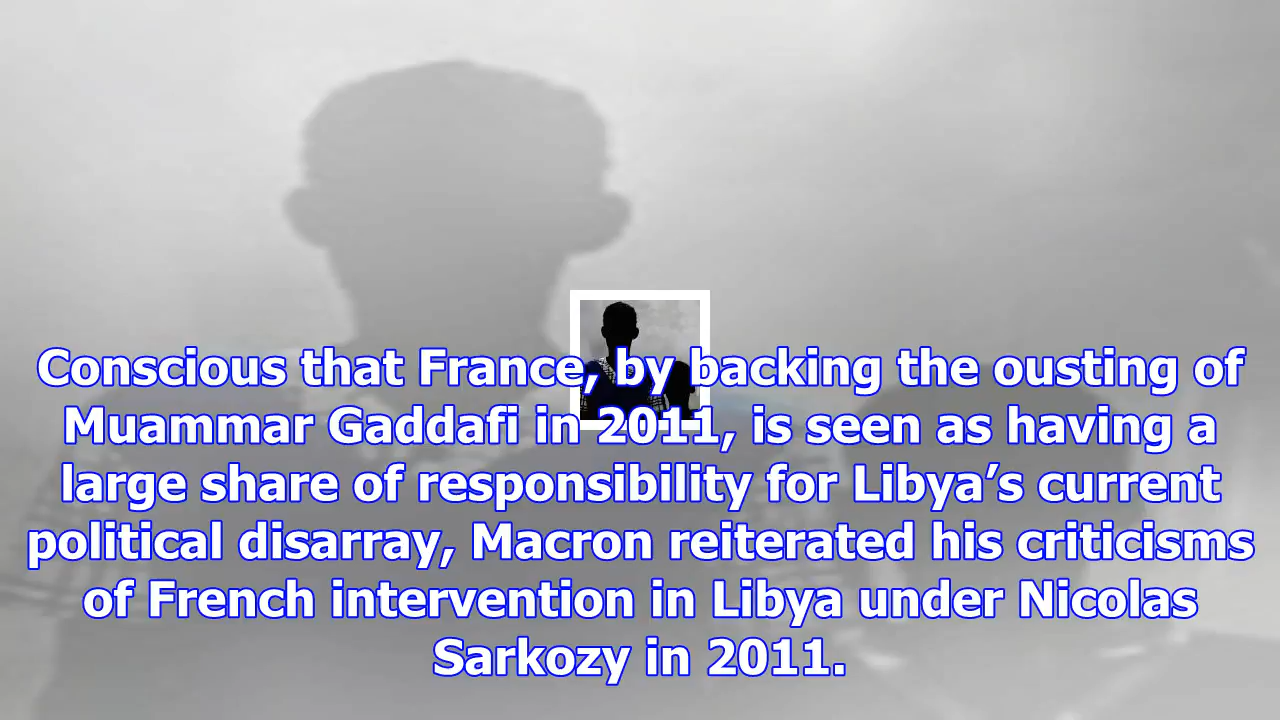 Conscious that France, by backing the ousting of
Muammar Gaddafi in 2011, is seen as having a
large share of responsibility for Libya’s current
political disarray, Macron reiterated his criticisms
of French intervention in Libya under Nicolas
Sarkozy in 2011.